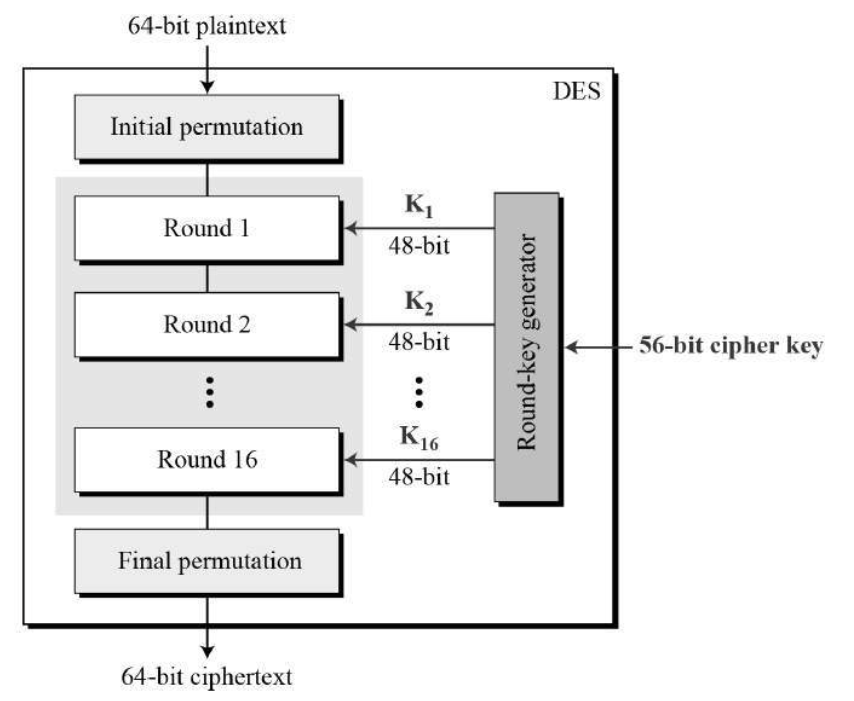 64-bit plaintext
DES
Initial permutation
Round 1
K₁
48-bit
Round 2
K₂
48-bit
Round 16
K₁₆
48-bit
Round-key generator
56-bit cipher key
Final permutation
64-bit ciphertext